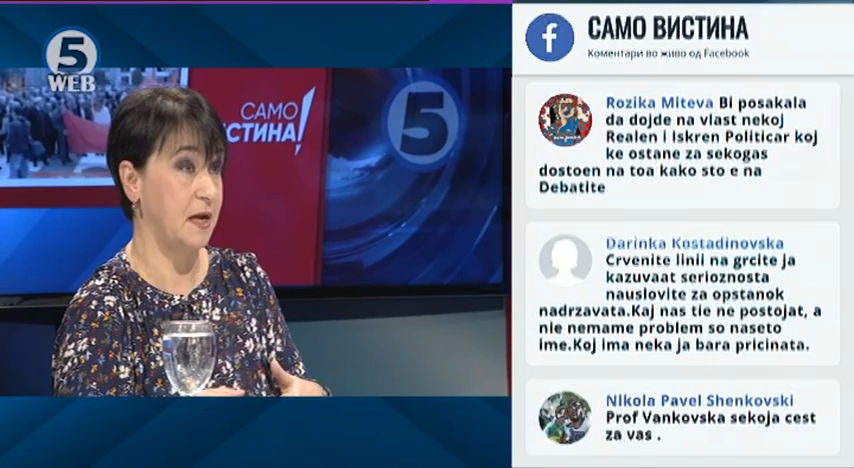 5
WEB
САМО
ИСТИНА!
5
f
САМО ВИСТИНА
Коментари во живо од Facebook
Rozika Miteva Bi posakala
da dojde na vlast nekoj
Realen i Iskren Politicar koj
ke ostane za sekogas
dostoen na toa kako sto e na
Debatite
Darinka Kostadinovska
Crvenite linii na grcite ja
kazuvaat serioznosta
nauslovite za opstanok
nadrzavata.Kaj nas tie ne postojat, a
nie nemame problem so naseto
ime.Koj ima neka ja bara pricinata.
Nikola Pavel Shenkovski
Prof Vankovska sekoja cest
za vas .